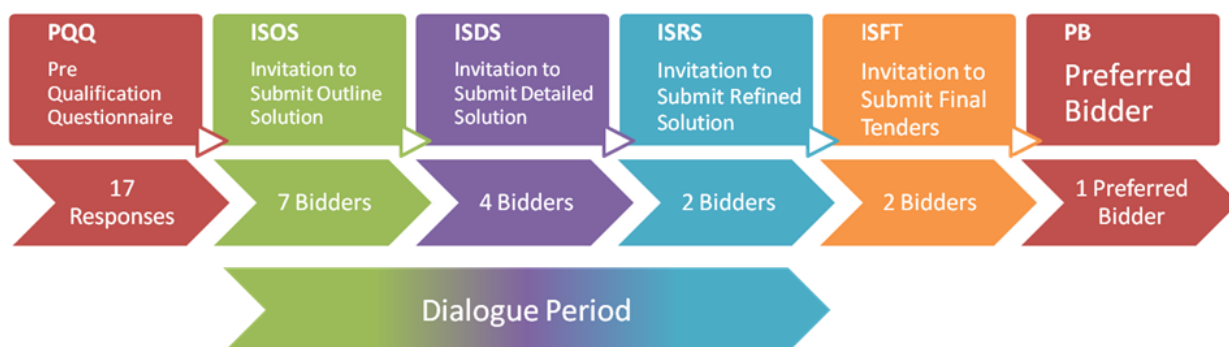 PQQ
Pre
Qualification
Questionnaire
ISOS
Invitation to
Submit Outline
Solution
ISDS
Invitation to
Submit Detailed
Solution
ISRS
Invitation to
Submit Refined
Solution
ISFT
Invitation to
Submit Final
Tenders
PB
Preferred
Bidder
17
Responses
7 Bidders
4 Bidders
2 Bidders
2 Bidders
1 Preferred
Bidder
Dialogue Period